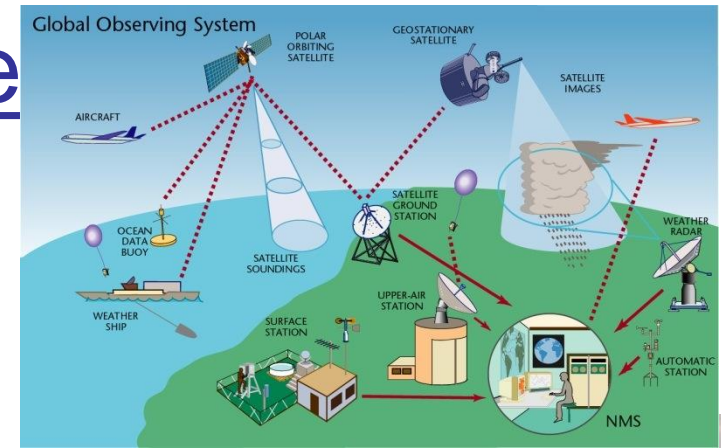 e
Global Observing System
POLAR
ORBITING
SATELLITE
GEOSTATIONARY
SATELLITE
SATELLITE
IMAGES
AIRCRAFT
OCEAN
DATA
BUOY
SATELLITE
SOUNDINGS
SATELLITE
GROUND
STATION
WEATHER
RADAR
WEATHER
SHIP
UPPER-AIR
STATION
SURFACE
STATION
AUTOMATIC
STATION
NMS